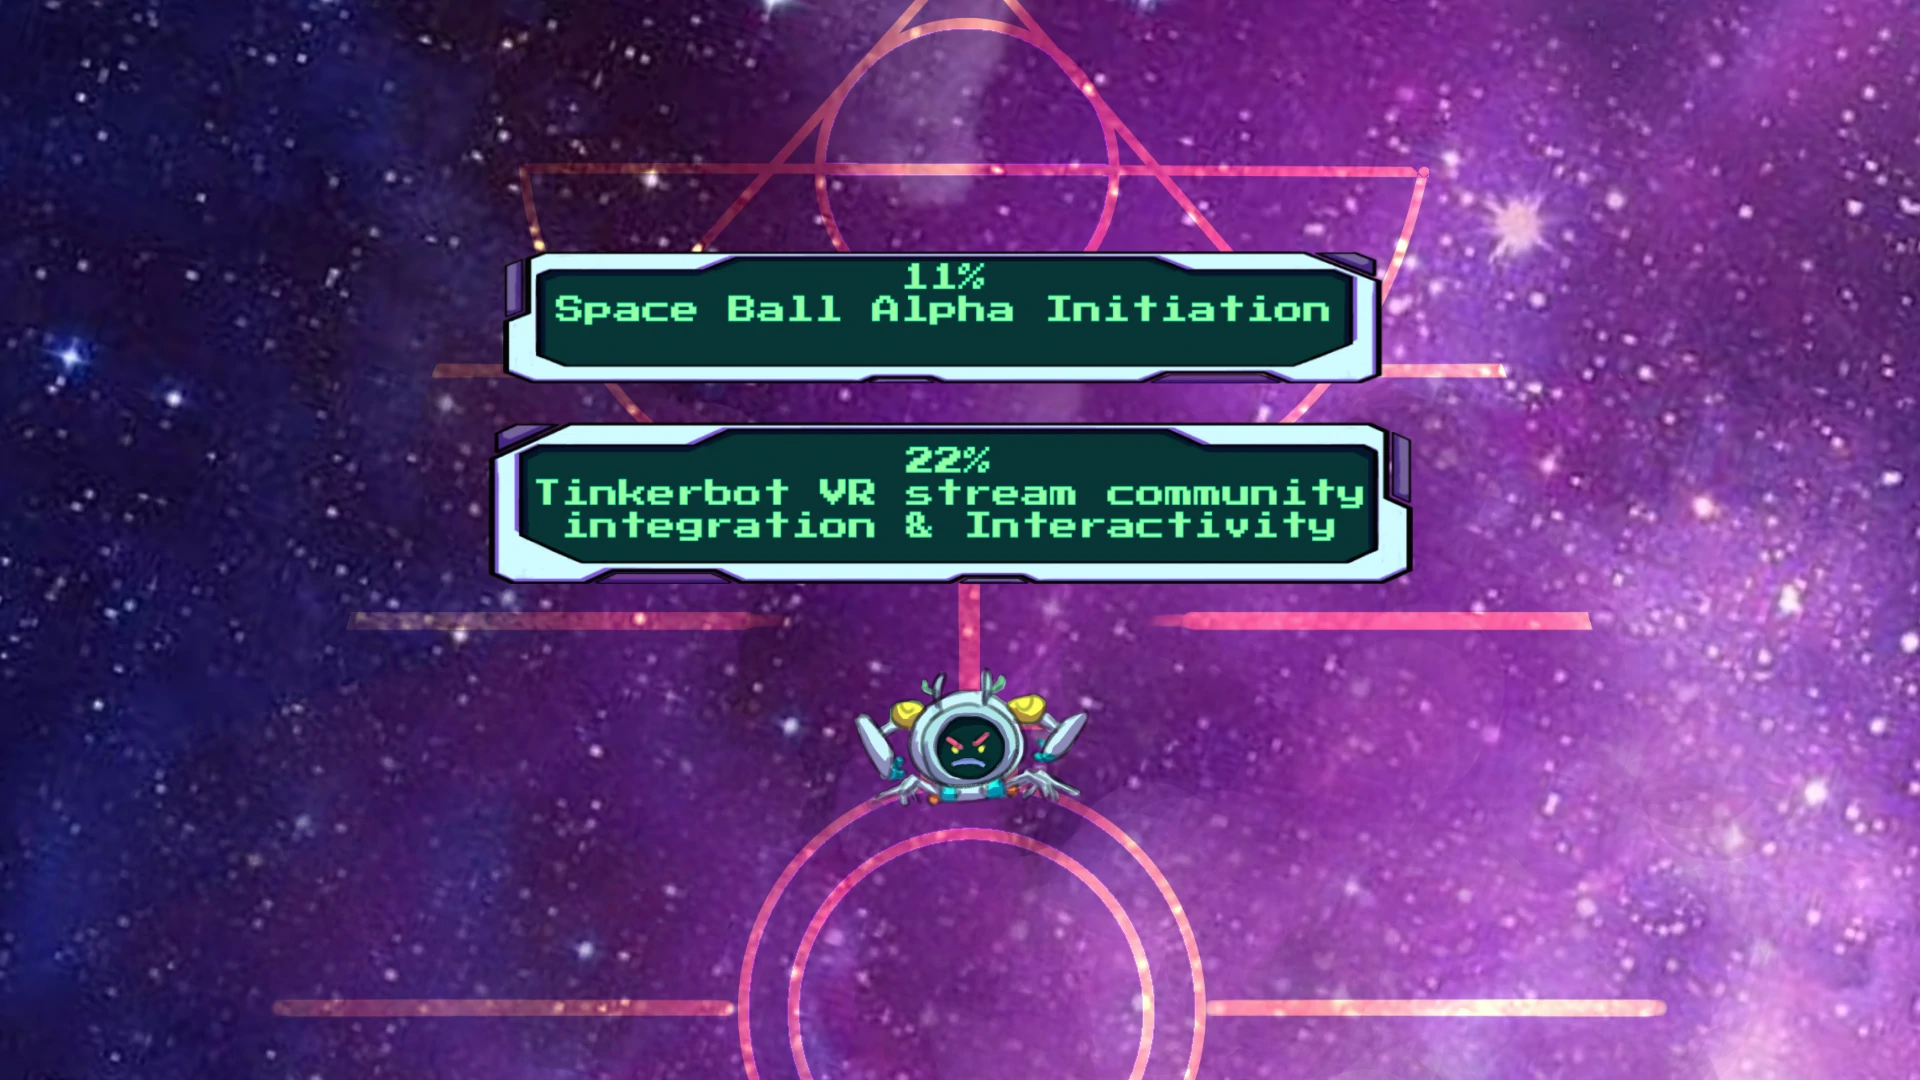 11%
Space Ball Alpha Initiation
22%
Tinkerbot VR stream community
integration & Interactivity